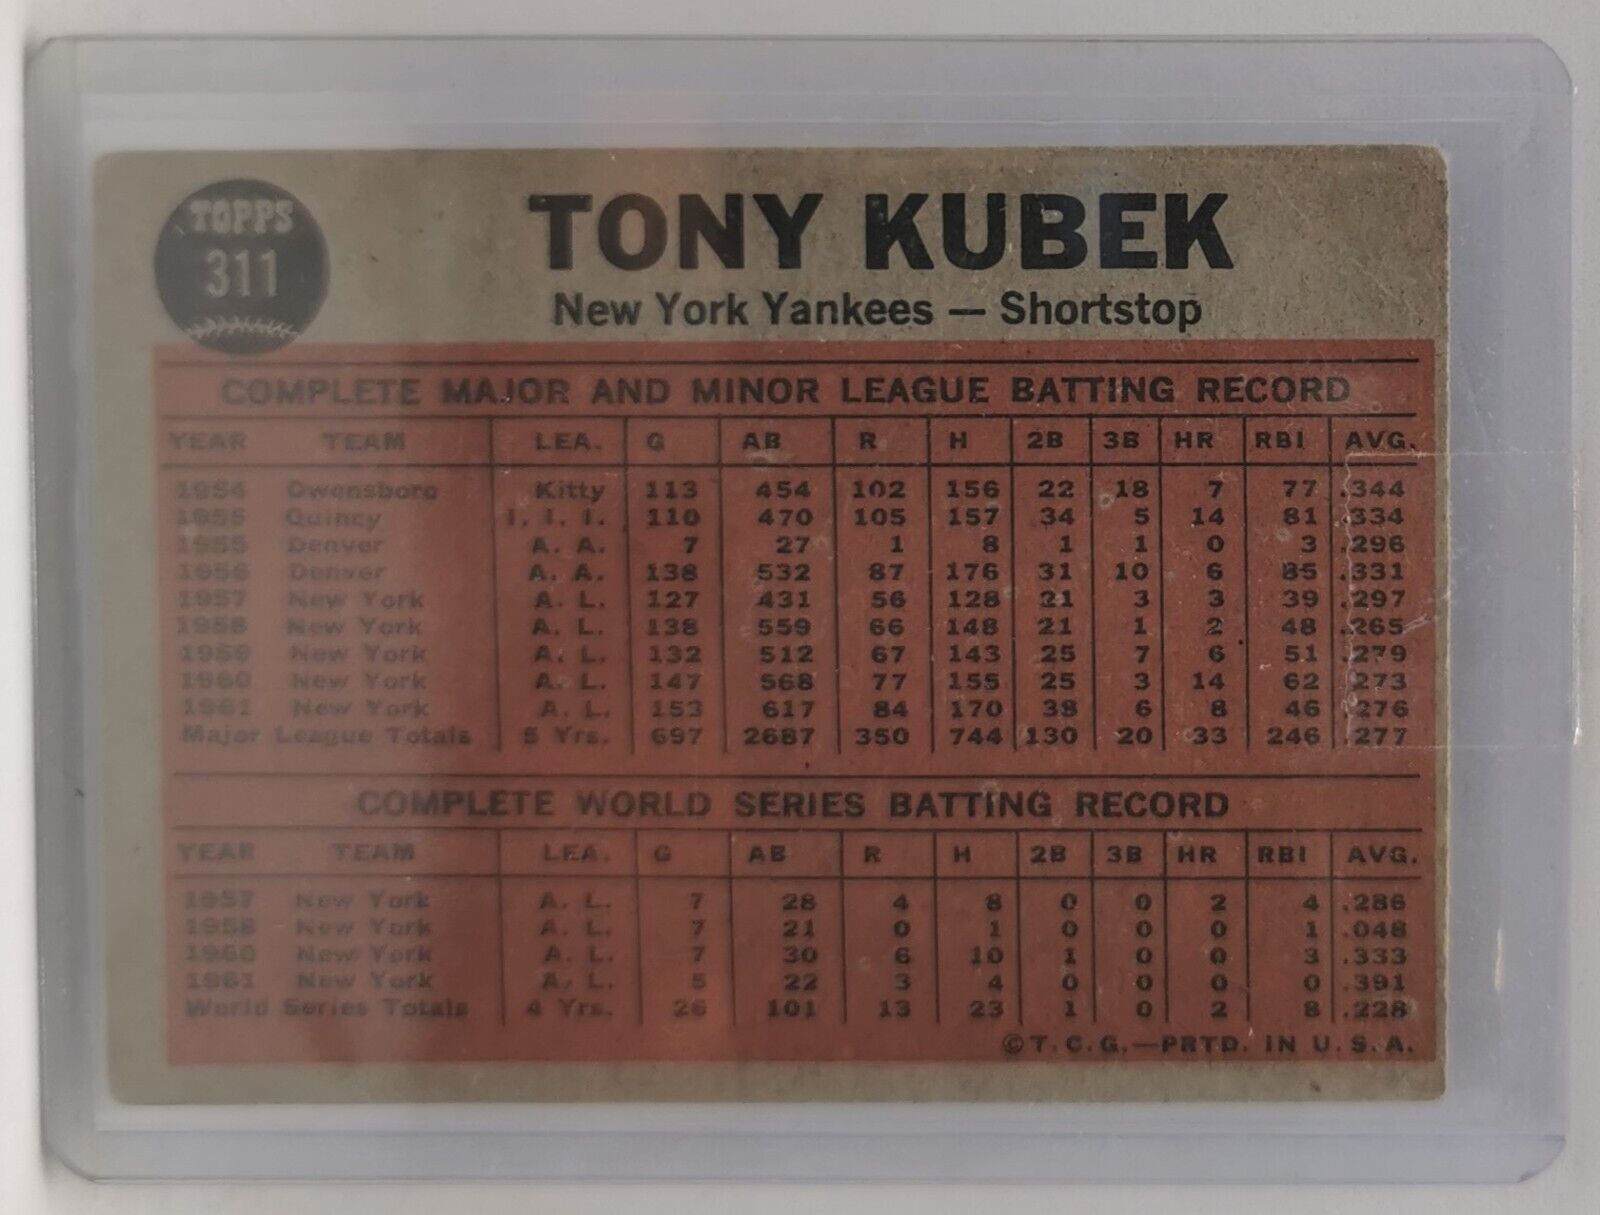 TOPPS
311
TONY KUBEK
New York Yankees — Shortstop
COMPLETE MAJOR AND MINOR LEAGUE BATTING RECORD
YEAR TEAM LEA. G AB R H 2B 3B HR RBI AVG.
1954 Owensboro Kitty 113 454 102 156 22 18 7 77 .344
1955 Quincy I. I. I. 110 470 105 157 34 5 14 81 .334
1955 Denver A. A. 7 27 1 8 1 1 0 3 .296
1956 Denver A. A. 138 532 87 176 31 10 6 85 .331
1957 New York A. L. 127 431 56 128 21 3 3 39 .297
1958 New York A. L. 138 559 66 148 21 1 2 48 .265
1959 New York A. L. 132 512 67 143 25 7 6 51 .279
1960 New York A. L. 147 568 77 155 25 3 14 62 .273
1961 New York A. L. 153 617 84 170 38 6 8 46 .276
Major League Totals 5 Yrs. 697 2687 350 744 130 20 33 246 .277
COMPLETE WORLD SERIES BATTING RECORD
YEAR TEAM LEA. G AB R H 2B 3B HR RBI AVG.
1957 New York A. L. 7 28 4 8 0 0 2 4 .286
1958 New York A. L. 7 21 0 1 0 0 0 1 .048
1960 New York A. L. 7 30 6 10 1 0 0 3 .333
1961 New York A. L. 5 22 3 4 0 0 0 0 .391
World Series Totals 4 Yrs. 26 101 13 23 1 0 2 8 .228
© T. C. G.—PRTD. IN U. S. A.